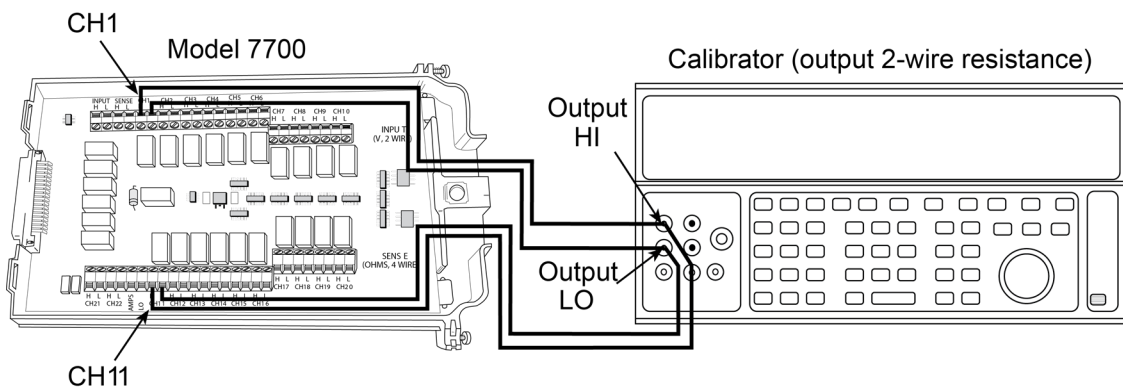 CH1
Model 7700
Calibrator (output 2-wire resistance)
INPUT SENSE CH1 CH2 CH3 CH4 CH5 CH6
H L H L
CH7 CH8 CH9 CH10
H L H L H L H L
INPUT
(V, 2 WIRE
Output
HI
SENS E
(OHMS, 4 WIRE)
Output
LO
H L H L H L H L
CH17 CH18 CH19 CH20
H L H L AMPS LO H L H L H L H L H L
CH21 CH22 CH12 CH13 CH14 CH15 CH16
CH11